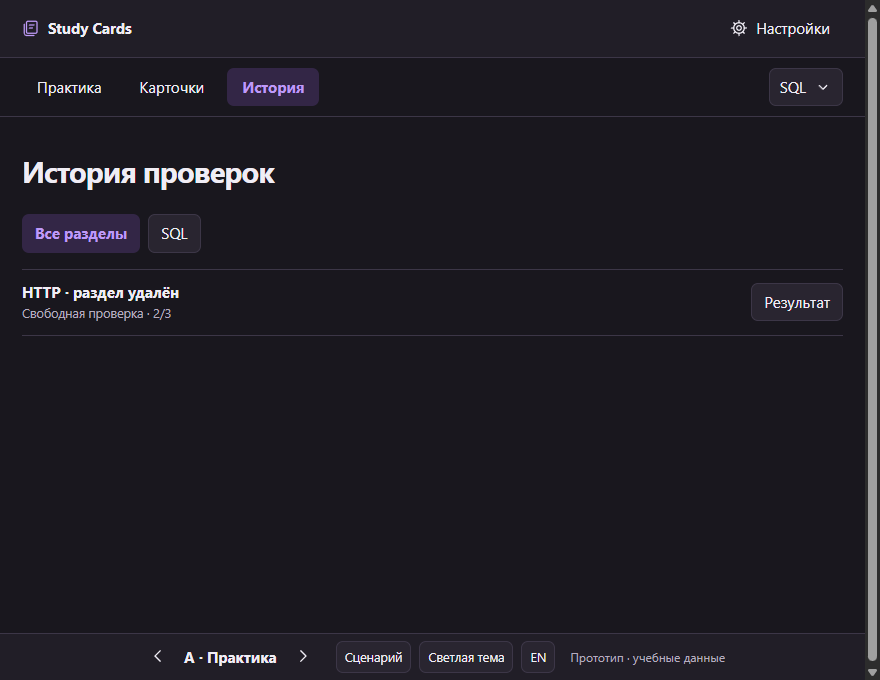 Study Cards
Настройки
Практика
Карточки
История
SQL
История проверок
Все разделы
SQL
HTTP · раздел удалён
Свободная проверка · 2/3
Результат
A · Практика
Сценарий
Светлая тема
EN
Прототип · учебные данные